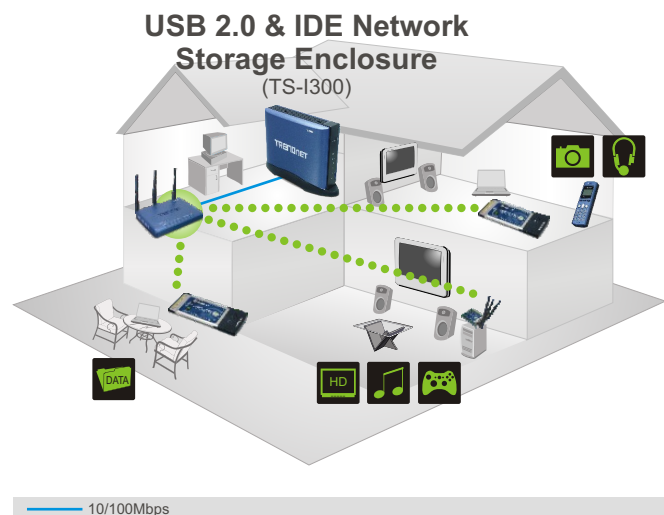 USB 2.0 & IDE Network
Storage Enclosure
(TS-I300)
TRENDNET
DATA
HD
10/100Mbps